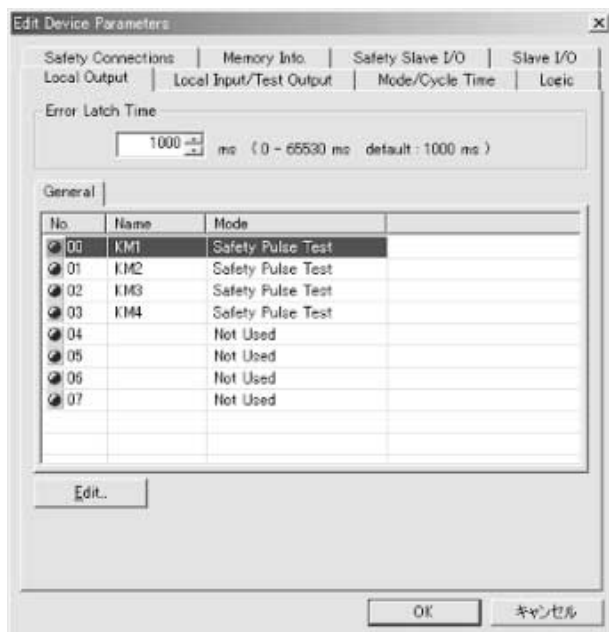 Edit Device Parameters
Safety Connections | Memory Info. | Safety Slave I/O | Slave I/O
Local Output | Local Input/Test Output | Mode/Cycle Time | Logic
Error Latch Time
1000 ms ( 0 - 65530 ms default : 1000 ms )
General
No. Name Mode
00 KM1 Safety Pulse Test
01 KM2 Safety Pulse Test
02 KM3 Safety Pulse Test
03 KM4 Safety Pulse Test
04 Not Used
05 Not Used
06 Not Used
07 Not Used
Edit..
OK キャンセル